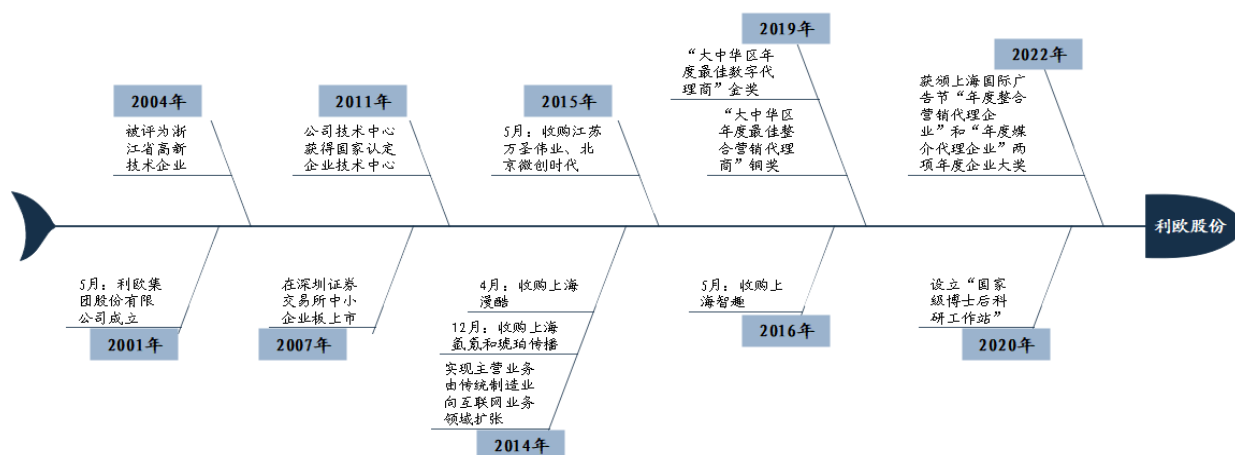 2004年
被评为浙
江省高新
技术企业
2011年
公司技术中心
获得国家认定
企业技术中心
2015年
5月：收购江苏
万圣伟业、北
京微创时代
2019年
“大中华区年
度最佳数字代
理商”金奖
“大中华区
年度最佳整
合营销代理
商”铜奖
2022年
获颁上海国际广
告节“年度整合
营销代理企
业”和“年度媒
介代理企业”两
项年度企业大奖
利欧股份
5月：利欧集
团股份有限
公司成立
2001年
在深圳证券
交易所中小
企业板上市
2007年
4月：收购上海
漫酷
12月：收购上海
氩氪和琥珀传播
实现主营业务
由传统制造业
向互联网业务
领域扩张
2014年
5月：收购上
海智趣
2016年
设立“国家
级博士后科
研工作站”
2020年